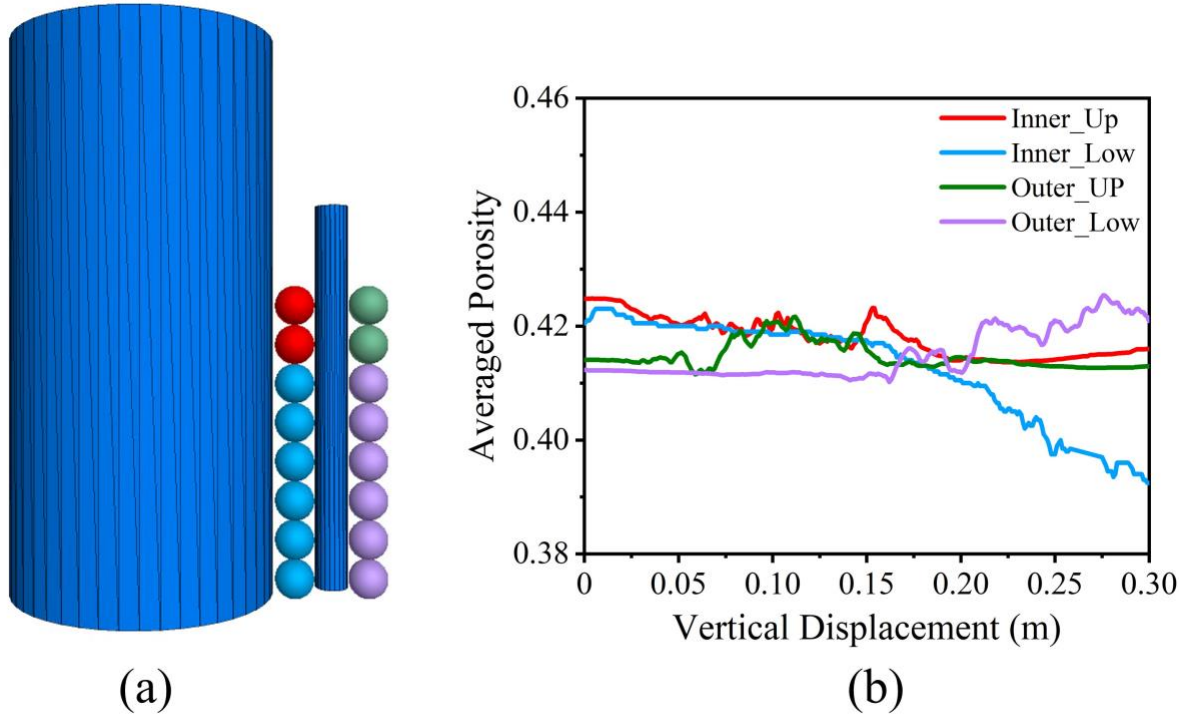 0.46
0.44
0.42
0.40
0.38
Averaged Porosity
Inner_Up
Inner_Low
Outer_UP
Outer_Low
0 0.05 0.10 0.15 0.20 0.25 0.30
Vertical Displacement (m)
(a)
(b)